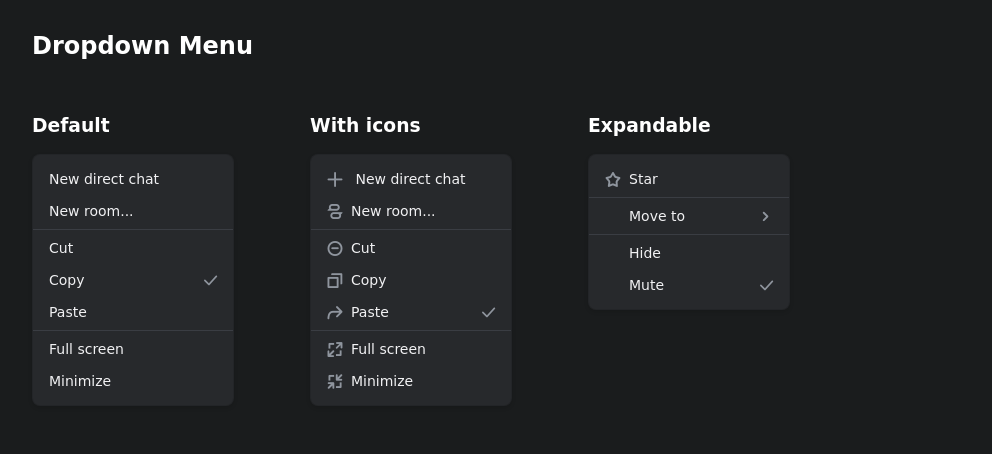 Dropdown Menu
Default
New direct chat
New room...
Cut
Copy
Paste
Full screen
Minimize
With icons
New direct chat
New room...
Cut
Copy
Paste
Full screen
Minimize
Expandable
Star
Move to
Hide
Mute